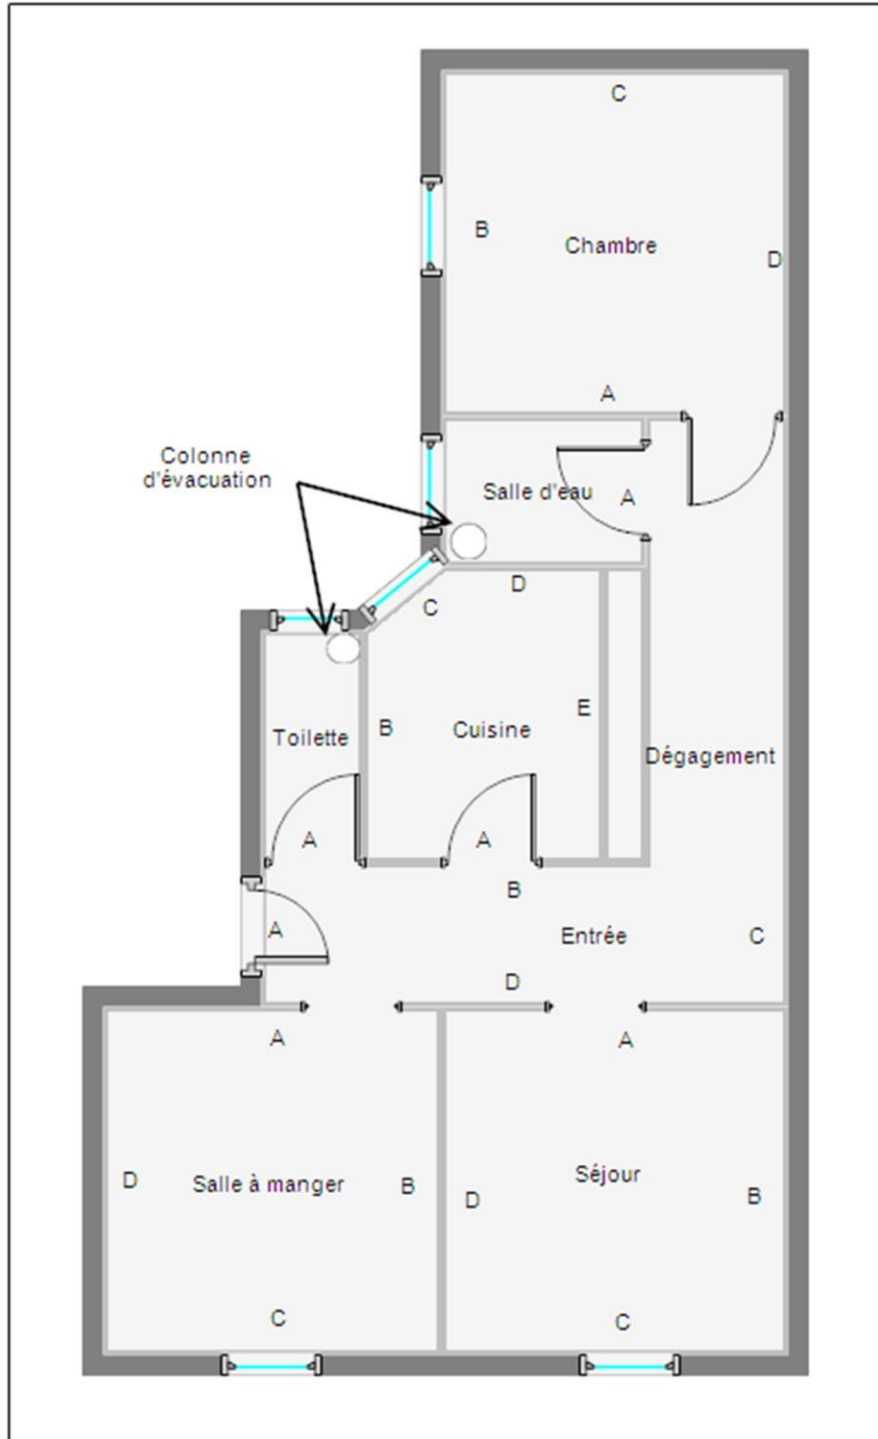 C
B
Chambre
D
A
Colonne
d'évacuation
Salle d'eau
A
D
C
E
B
Cuisine
Toilette
Dégagement
A
A
B
A
Entrée
C
D
A
A
D
Salle à manger
B
D
Séjour
B
C
C